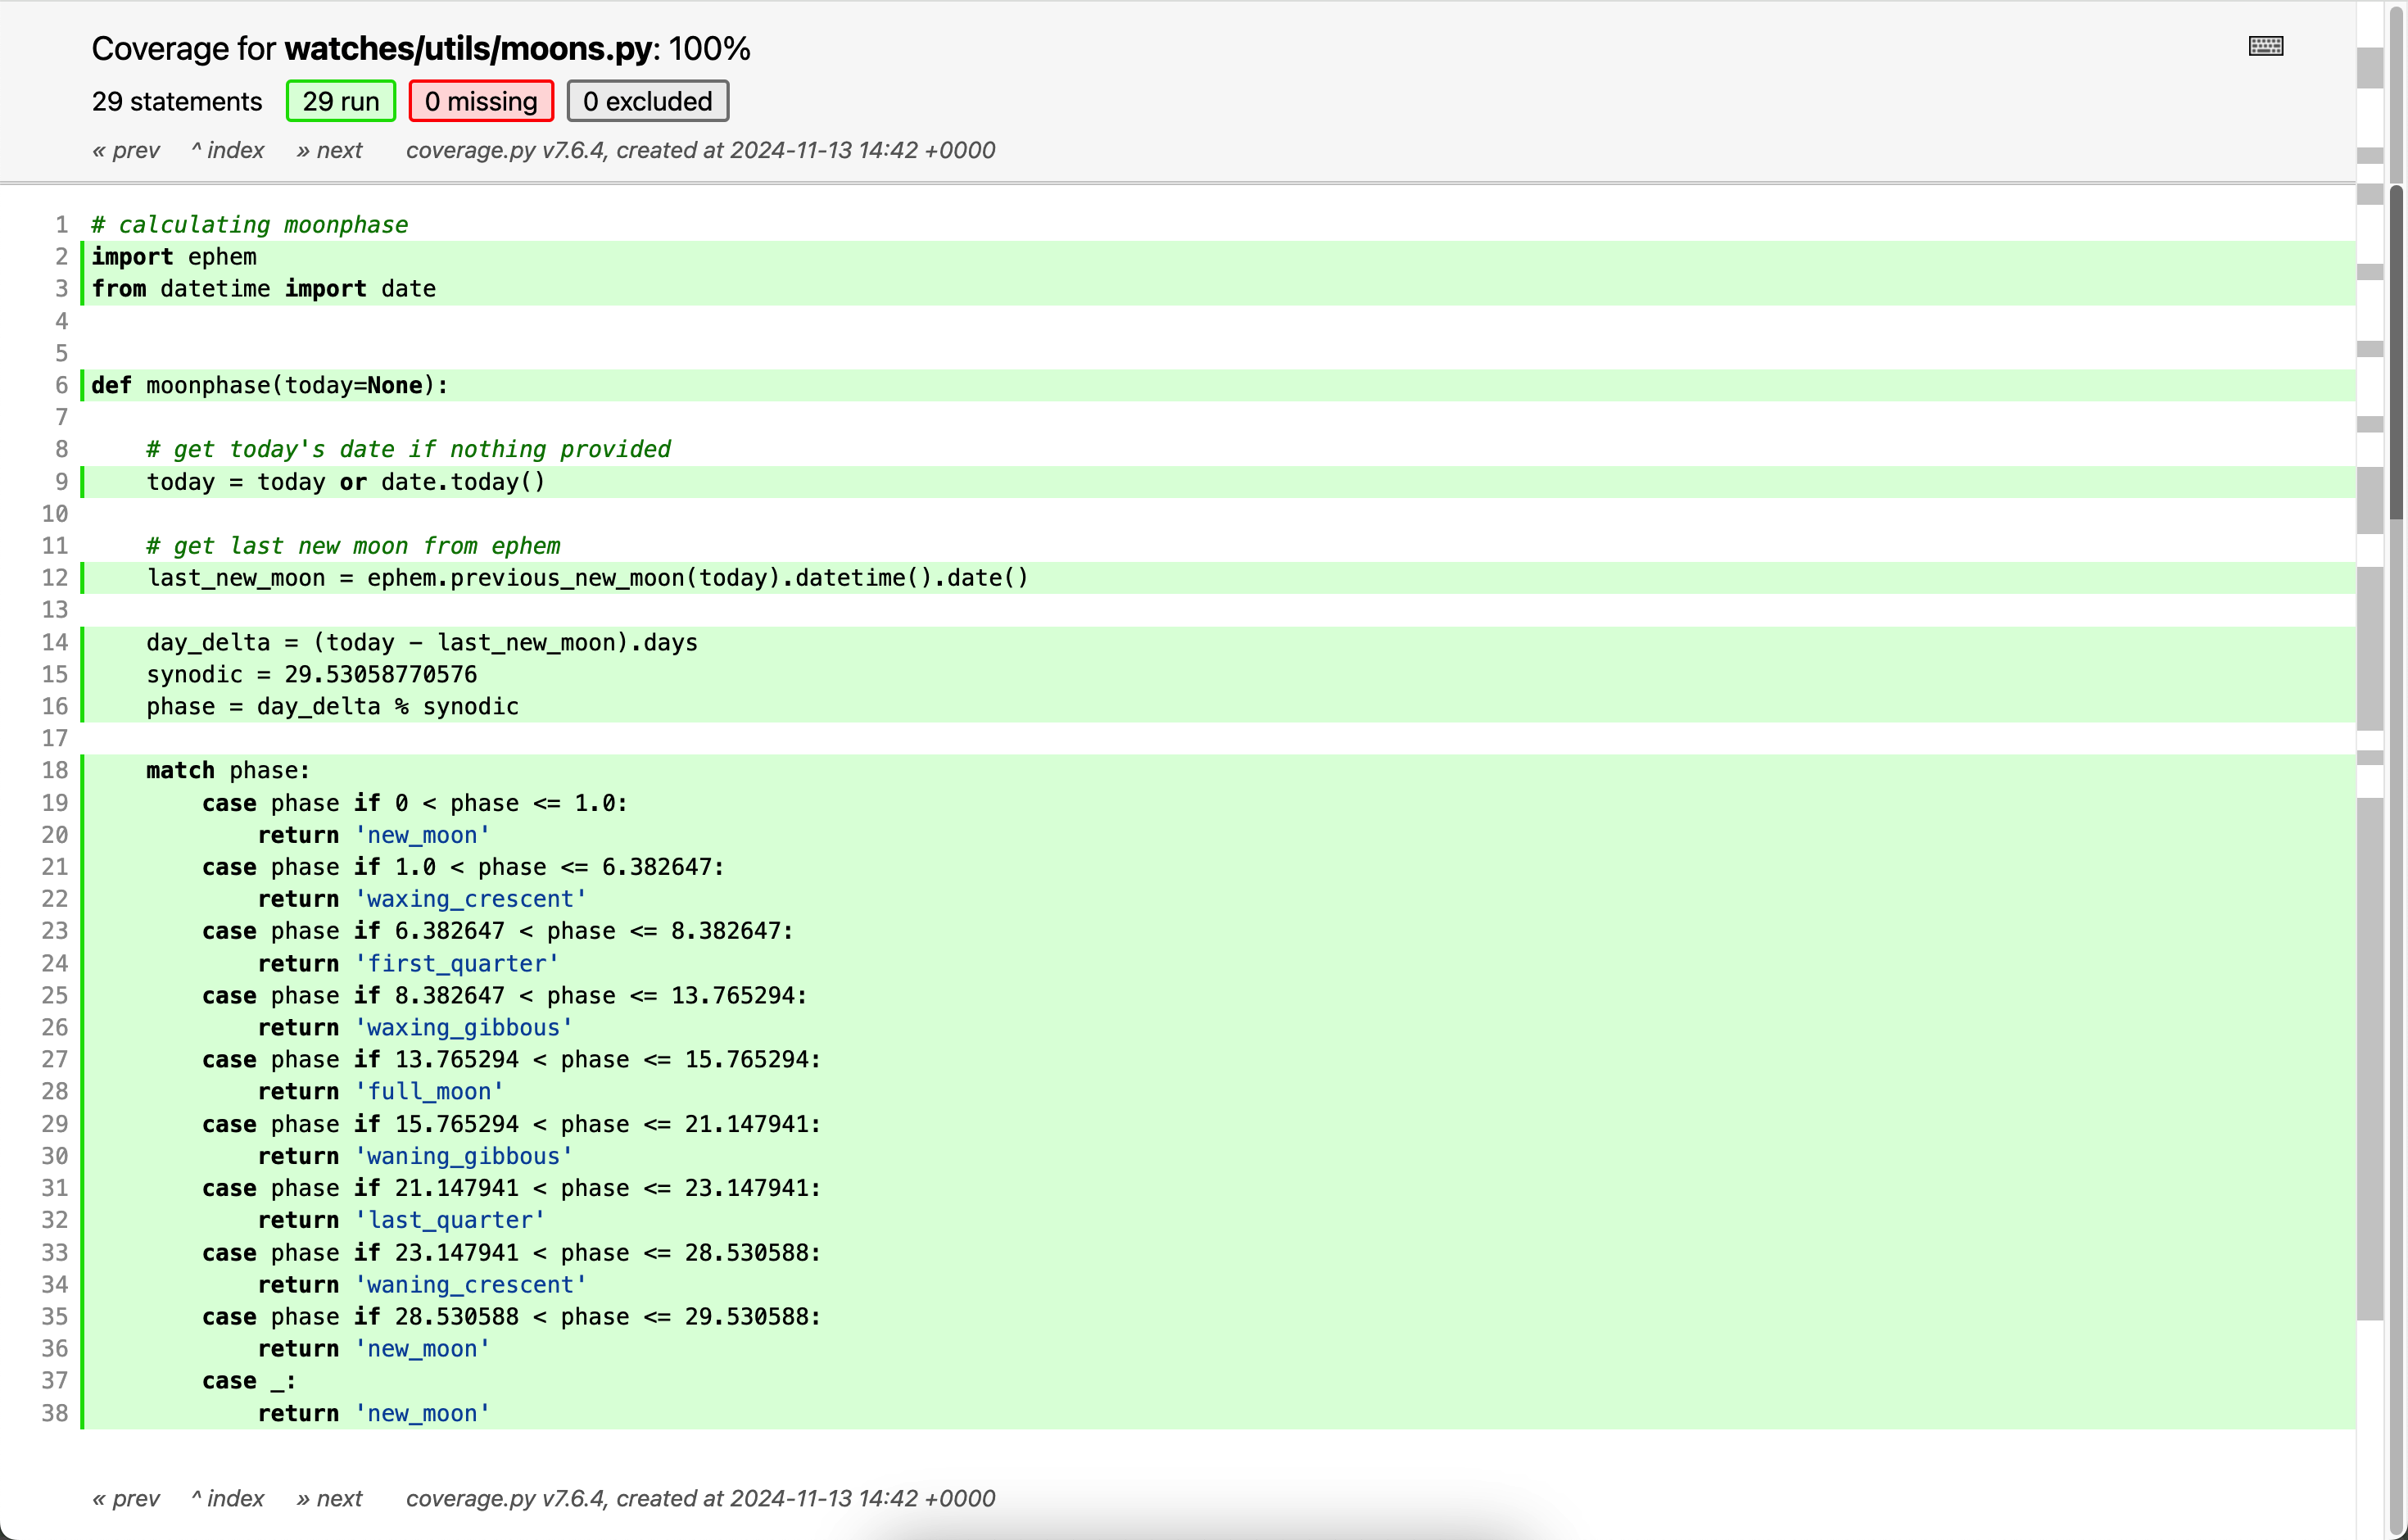 Coverage for watches/utils/moons.py: 100%
29 statements 29 run 0 missing 0 excluded
« prev ^ index » next coverage.py v7.6.4, created at 2024-11-13 14:42 +0000
1 # calculating moonphase
2 import ephem
3 from datetime import date
4
5
6 def moonphase(today=None):
7
8     # get today's date if nothing provided
9     today = today or date.today()
10
11     # get last new moon from ephem
12     last_new_moon = ephem.previous_new_moon(today).datetime().date()
13
14     day_delta = (today - last_new_moon).days
15     synodic = 29.53058770576
16     phase = day_delta % synodic
17
18     match phase:
19         case phase if 0 < phase <= 1.0:
20             return 'new_moon'
21         case phase if 1.0 < phase <= 6.382647:
22             return 'waxing_crescent'
23         case phase if 6.382647 < phase <= 8.382647:
24             return 'first_quarter'
25         case phase if 8.382647 < phase <= 13.765294:
26             return 'waxing_gibbous'
27         case phase if 13.765294 < phase <= 15.765294:
28             return 'full_moon'
29         case phase if 15.765294 < phase <= 21.147941:
30             return 'waning_gibbous'
31         case phase if 21.147941 < phase <= 23.147941:
32             return 'last_quarter'
33         case phase if 23.147941 < phase <= 28.530588:
34             return 'waning_crescent'
35         case phase if 28.530588 < phase <= 29.530588:
36             return 'new_moon'
37         case _:
38             return 'new_moon'
« prev ^ index » next coverage.py v7.6.4, created at 2024-11-13 14:42 +0000